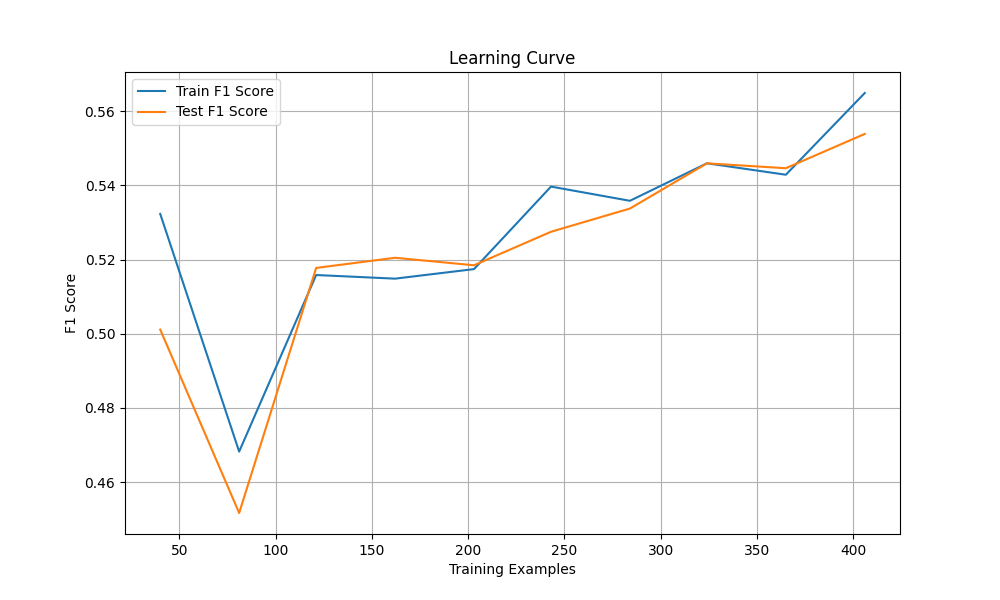 Learning Curve
Train F1 Score
Test F1 Score
0.56
0.54
0.52
0.50
0.48
0.46
F1 Score
50 100 150 200 250 300 350 400
Training Examples